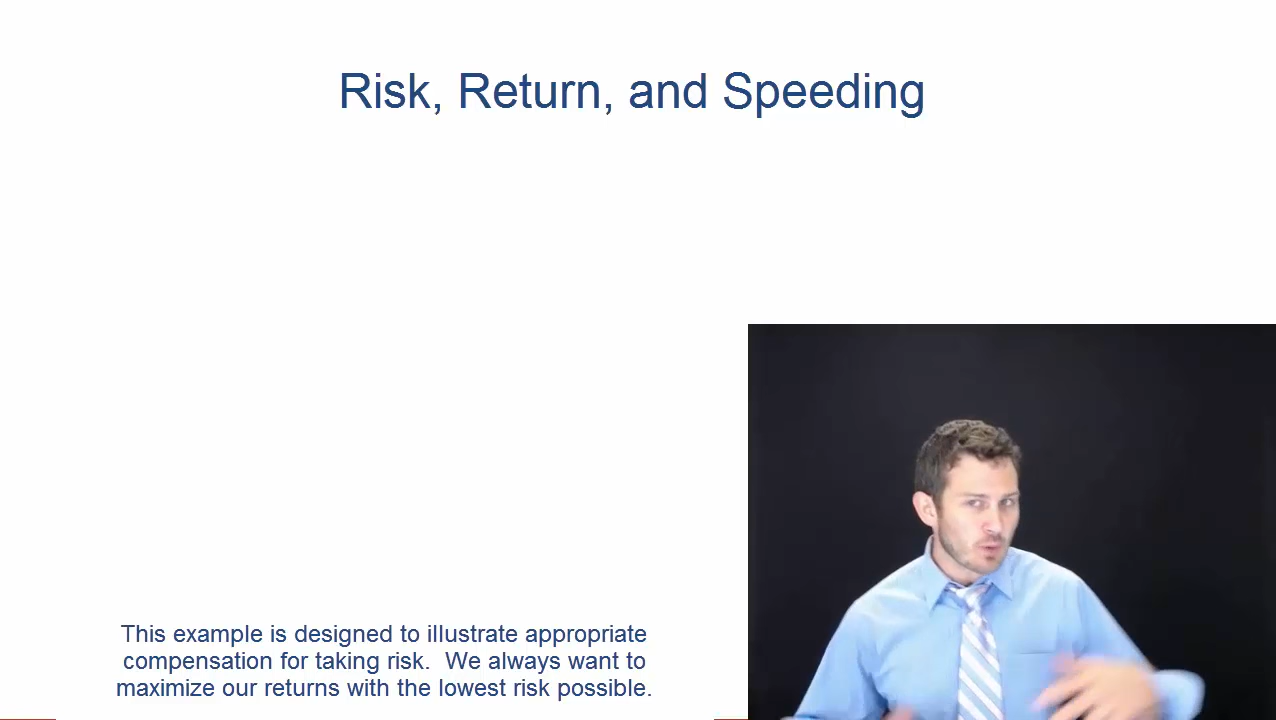 Risk, Return, and Speeding
This example is designed to illustrate appropriate
compensation for taking risk.  We always want to
maximize our returns with the lowest risk possible.